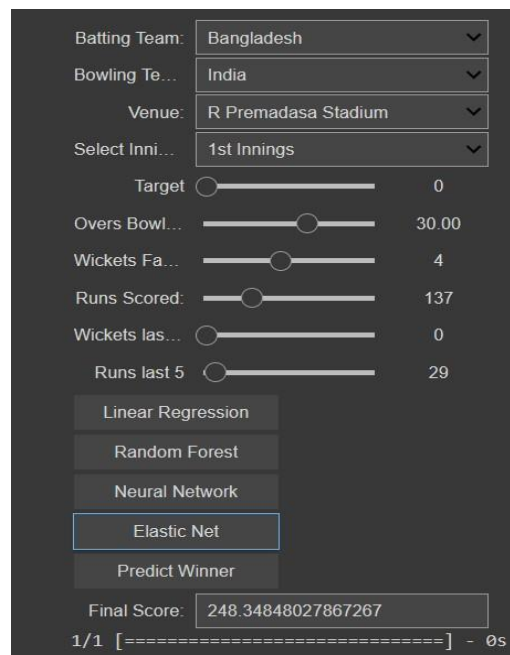 Batting Team: Bangladesh
Bowling Te... India
Venue: R Premadasa Stadium
Select Inni... 1st Innings
Target 0
Overs Bowl... 30.00
Wickets Fa... 4
Runs Scored: 137
Wickets las... 0
Runs last 5 29
Linear Regression
Random Forest
Neural Network
Elastic Net
Predict Winner
Final Score: 248.34848027867267
1/1 [==============================] - 0s